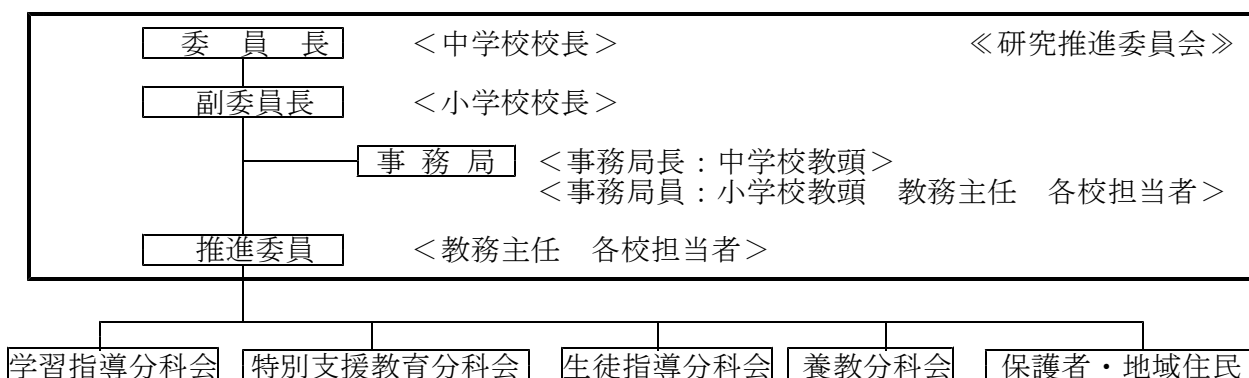 委　員　長　＜中学校校長＞　≪研究推進委員会≫
副委員長　＜小学校校長＞
事 務 局　＜事務局長：中学校教頭＞
＜事務局員：小学校教頭　教務主任　各校担当者＞
推進委員　＜教務主任　各校担当者＞
学習指導分科会　特別支援教育分科会　生徒指導分科会　養教分科会　保護者・地域住民